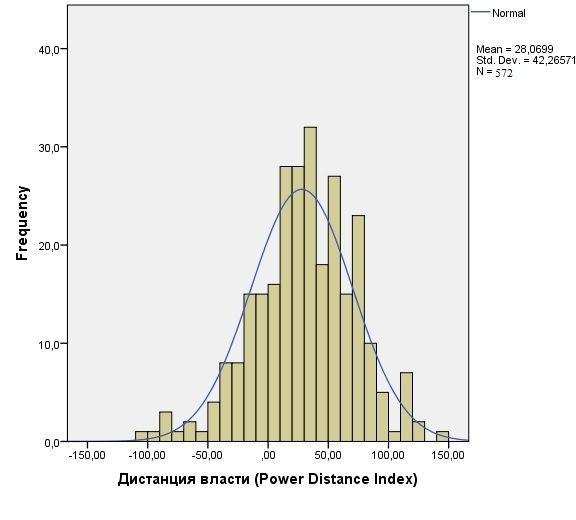 Normal
Mean = 28,0699
Std. Dev. = 42,26571
N = 572
40,0
30,0
20,0
10,0
0,0
Frequency
-150,00 -100,00 -50,00 ,00 50,00 100,00 150,00
Дистанция власти (Power Distance Index)